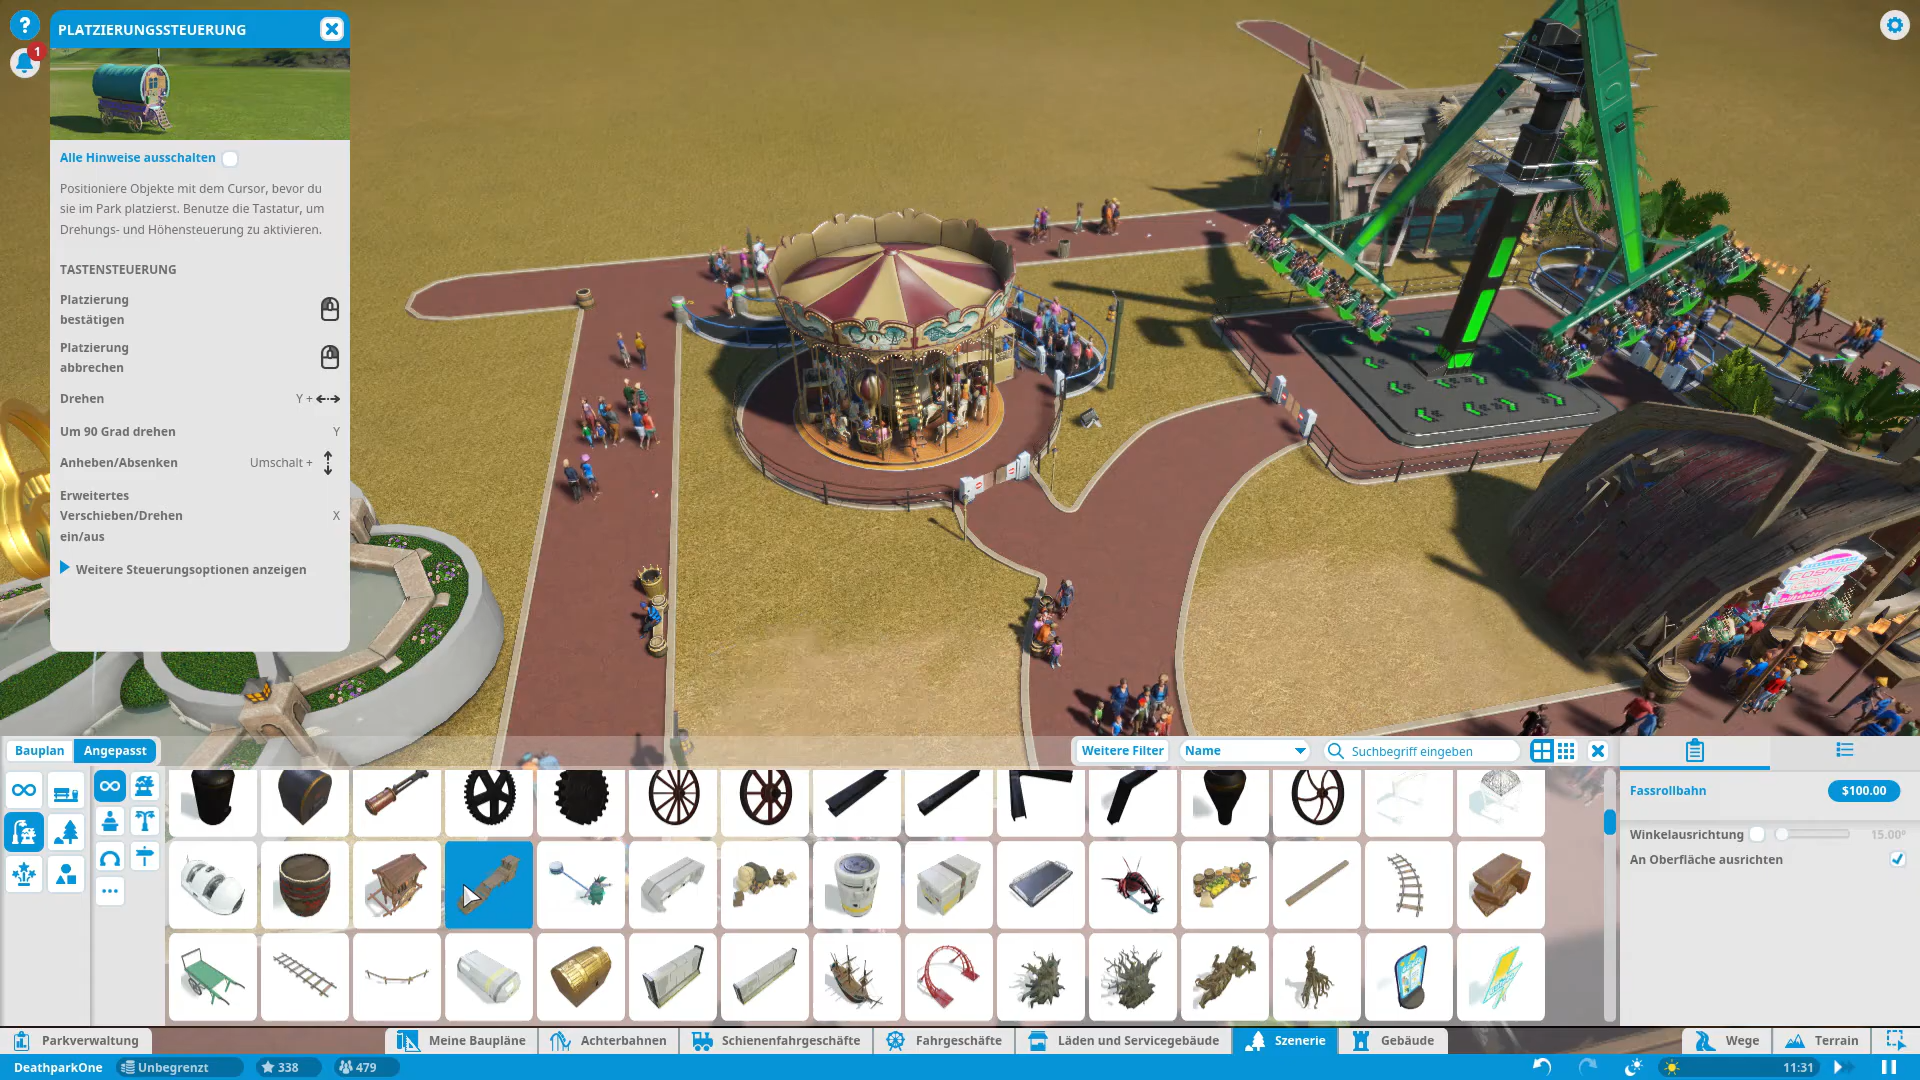 ?
1
PLATZIERUNGSSTEUERUNG
Alle Hinweise ausschalten
Positioniere Objekte mit dem Cursor, bevor du
sie im Park platzierst. Benutze die Tastatur, um
Drehungs- und Höhensteuerung zu aktivieren.
TASTENSTEUERUNG
Platzierung
bestätigen
Platzierung
abbrechen
Drehen Y +
Um 90 Grad drehen Y
Anheben/Absenken Umschalt +
Erweitertes
Verschieben/Drehen X
ein/aus
Weitere Steuerungsoptionen anzeigen
COSMIC
Bauplan Angepasst
Weitere Filter Name Suchbegriff eingeben
Fassrollbahn $100.00
Winkelausrichtung 15.00°
An Oberfläche ausrichten
Parkverwaltung Meine Baupläne Achterbahnen Schienenfahrgeschäfte Fahrgeschäfte Läden und Servicegebäude Szenerie Gebäude Wege Terrain
DeathparkOne Unbegrenzt 338 479 11:31